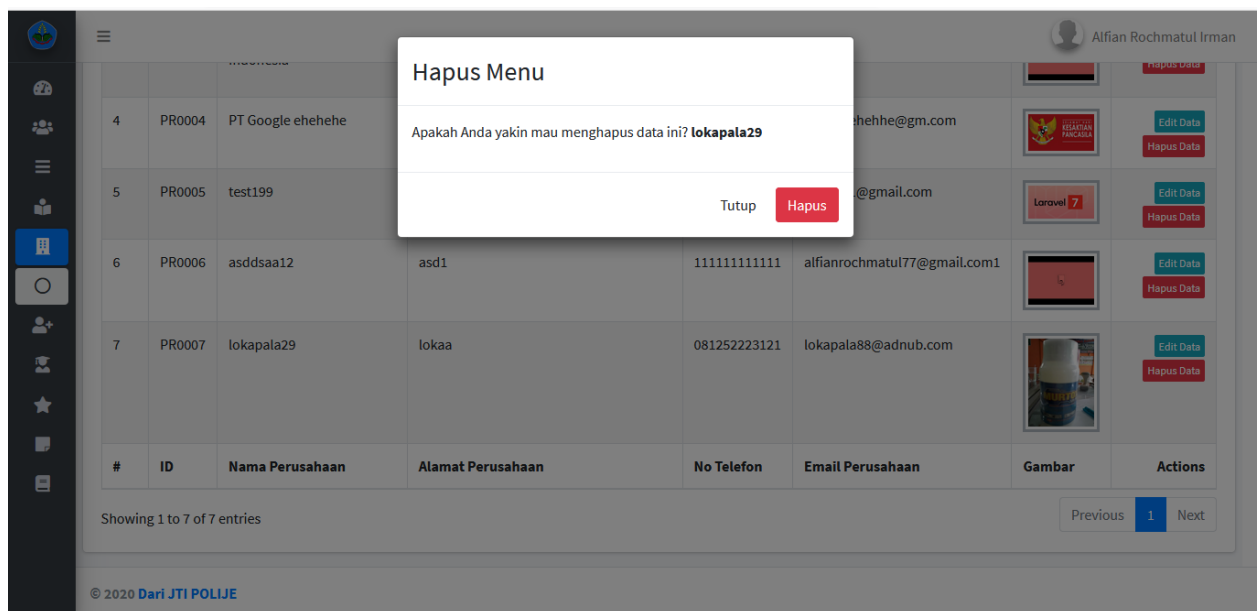 Alfian Rochmatul Irman
Hapus Menu
Apakah Anda yakin mau menghapus data ini? lokapala29
Tutup Hapus
Hapus Data
4 PR0004 PT Google ehehehe Edit Data
Hapus Data
5 PR0005 test199 @gmail.com Laravel 7 Edit Data
Hapus Data
6 PR0006 asddsaa12 asd1 111111111111 alfianrochmatul77@gmail.com1 Edit Data
Hapus Data
7 PR0007 lokapala29 lokaa 081252223121 lokapala88@adnub.com Edit Data
Hapus Data
# ID Nama Perusahaan Alamat Perusahaan No Telefon Email Perusahaan Gambar Actions
Showing 1 to 7 of 7 entries Previous 1 Next
© 2020 Dari JTI POLIJE